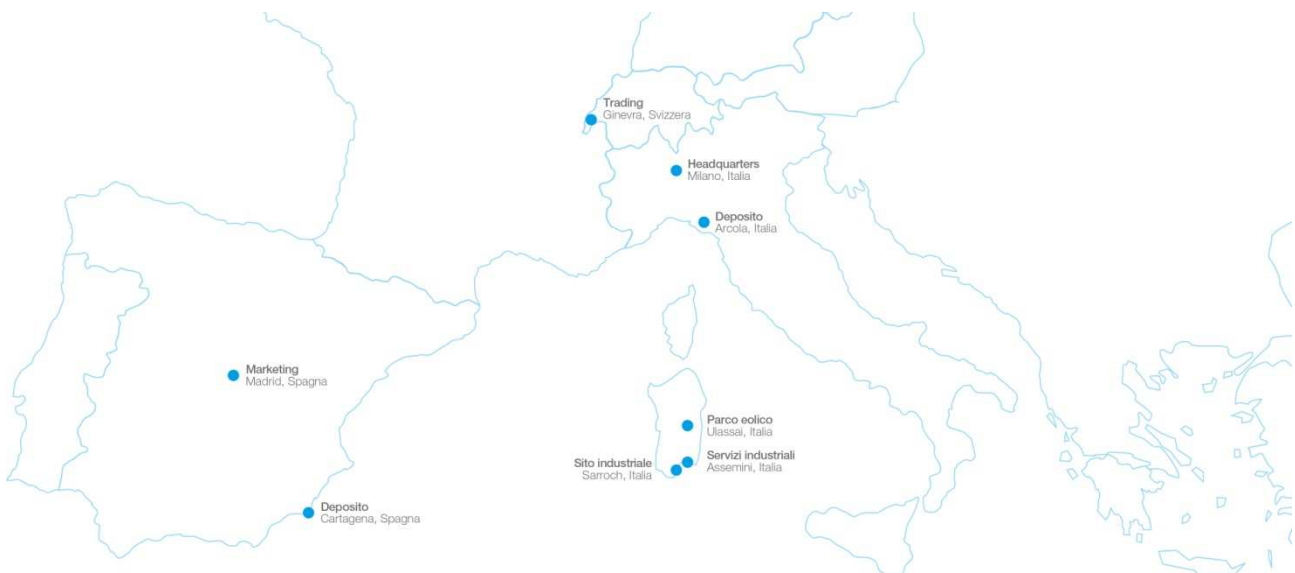 Trading
Ginevra, Svizzera
Headquarters
Milano, Italia
Deposito
Arcola, Italia
Marketing
Madrid, Spagna
Parco eolico
Ulassai, Italia
Servizi industriali
Assemini, Italia
Sito industriale
Sarroch, Italia
Deposito
Cartagena, Spagna